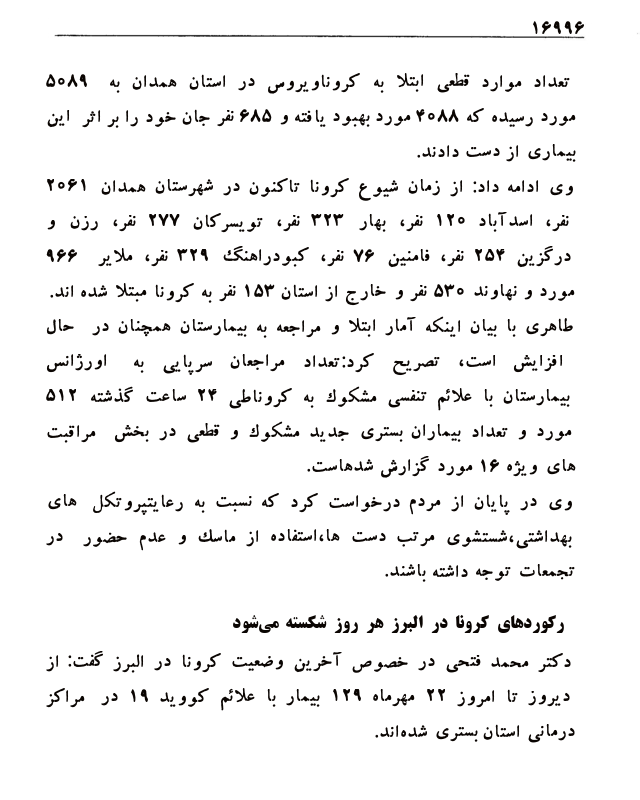 ۱۶۹۹۶
تعداد موارد قطعی ابتلا به کروناویروس در استان همدان به ۵۰۸۹
مورد رسیده که ۴۰۸۸ مورد بهبود یافته و ۶۸۵ نفر جان خود را بر اثر این
بیماری از دست دادند.
وی ادامه داد: از زمان شیوع کرونا تاکنون در شهرستان همدان ۲۰۶۱
نفر، اسدآباد ۱۲۰ نفر، بهار ۳۲۳ نفر، تویسرکان ۲۷۷ نفر، رزن و
درگزین ۲۵۴ نفر، فامنین ۷۶ نفر، کبودراهنگ ۳۲۹ نفر، ملایر ۹۶۶
مورد و نهاوند ۵۳۰ نفر و خارج از استان ۱۵۳ نفر به کرونا مبتلا شده اند.
طاهری با بیان اینکه آمار ابتلا و مراجعه به بیمارستان همچنان در حال
افزایش است، تصریح کرد:تعداد مراجعان سرپایی به اورژانس
بیمارستان با علائم تنفسی مشکوک به کروناطی ۲۴ ساعت گذشته ۵۱۲
مورد و تعداد بیماران بستری جدید مشکوک و قطعی در بخش مراقبت
های ویژه ۱۶ مورد گزارش شدهاست.
وی در پایان از مردم درخواست کرد که نسبت به رعایتپروتکل های
بهداشتی،شستشوی مرتب دست ها،استفاده از ماسک و عدم حضور در
تجمعات توجه داشته باشند.
رکوردهای کرونا در البرز هر روز شکسته می‌شود
دکتر محمد فتحی در خصوص آخرین وضعیت کرونا در البرز گفت: از
دیروز تا امروز ۲۲ مهرماه ۱۲۹ بیمار با علائم کووید ۱۹ در مراکز
درمانی استان بستری شده‌اند.